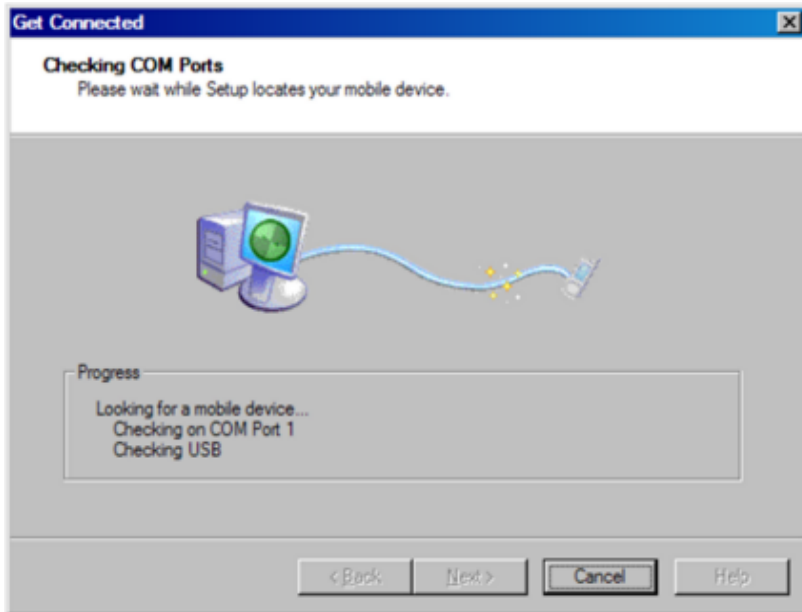 Get Connected
Checking COM Ports
Please wait while Setup locates your mobile device.
Progress
Looking for a mobile device...
Checking on COM Port 1
Checking USB
< Back Next > Cancel Help